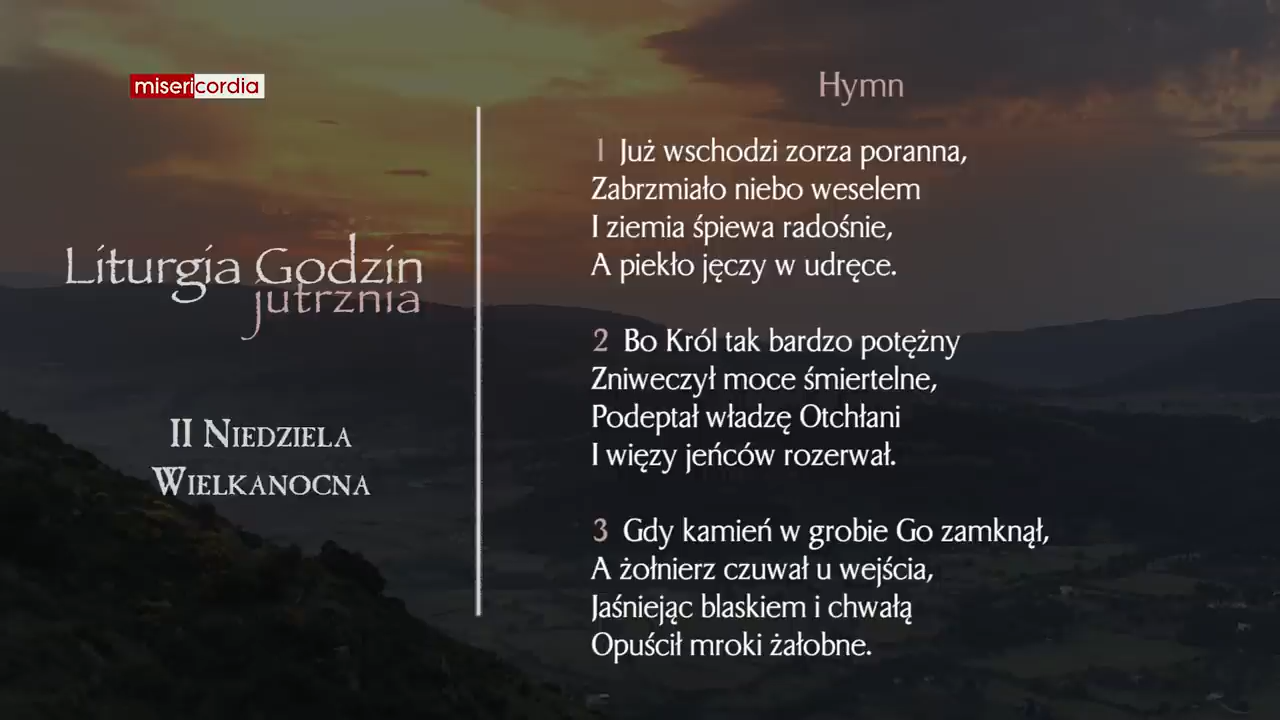 misericordia
Liturgia Godzin
jutrznia
II Niedziela
Wielkanocna
Hymn
1 Już wschodzi zorza poranna,
Zabrzmiało niebo weselem
I ziemia śpiewa radośnie,
A piekło jęczy w udręce.
2 Bo Król tak bardzo potężny
Zniweczył moce śmiertelne,
Podeptał władzę Otchłani
I więzy jeńców rozerwał.
3 Gdy kamień w grobie Go zamknął,
A żołnierz czuwał u wejścia,
Jaśniejąc blaskiem i chwałą
Opuścił mroki żałobne.